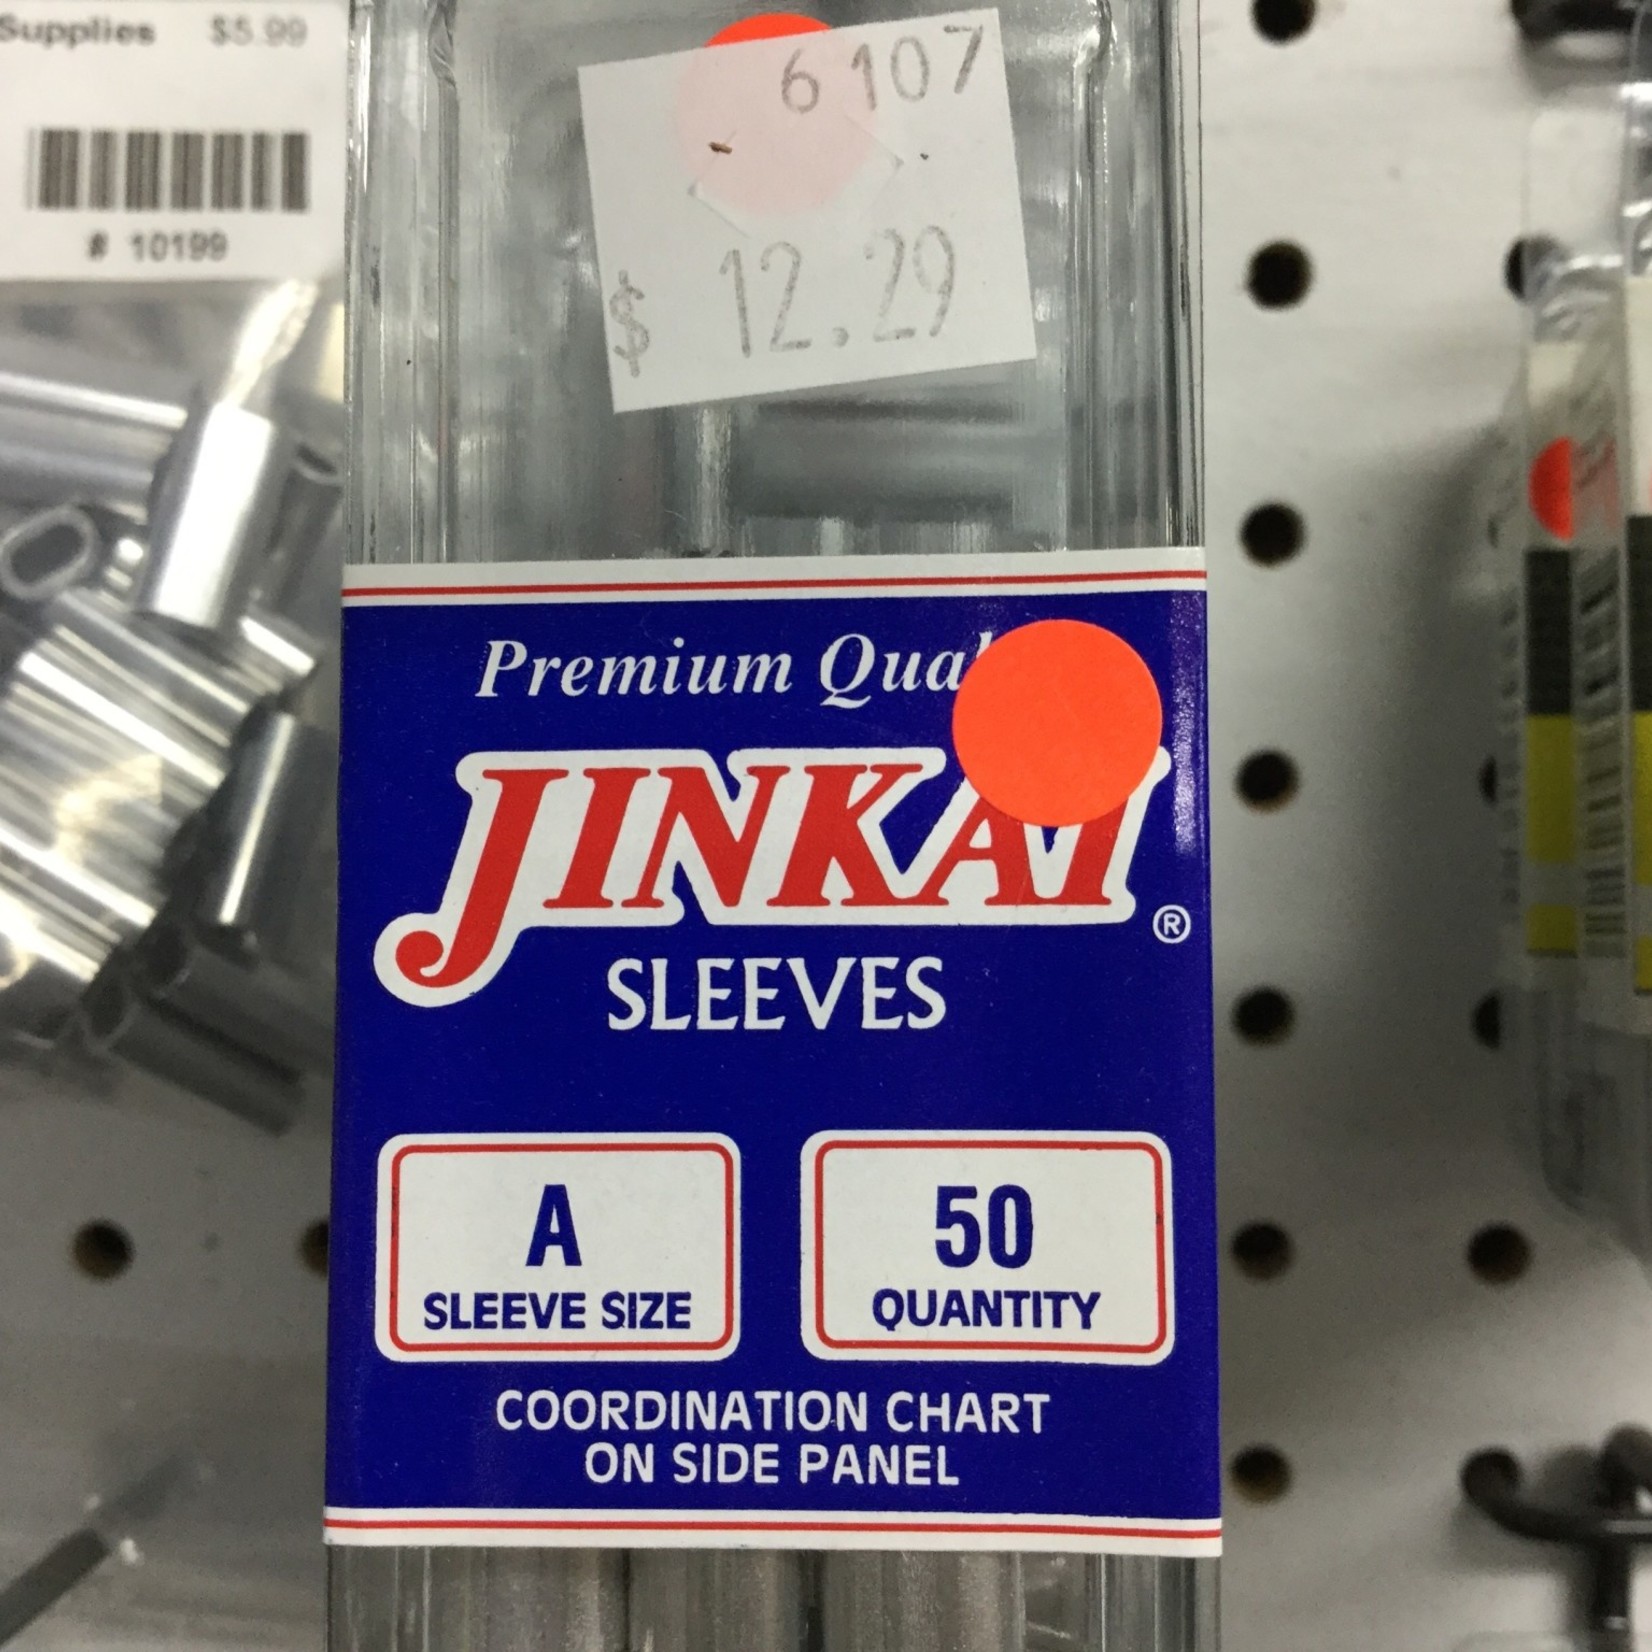 Supplies $5.99
# 10199
6107
$ 12.29
Premium
JINKAI®
SLEEVES
A
SLEEVE SIZE
50
QUANTITY
COORDINATION CHART
ON SIDE PANEL